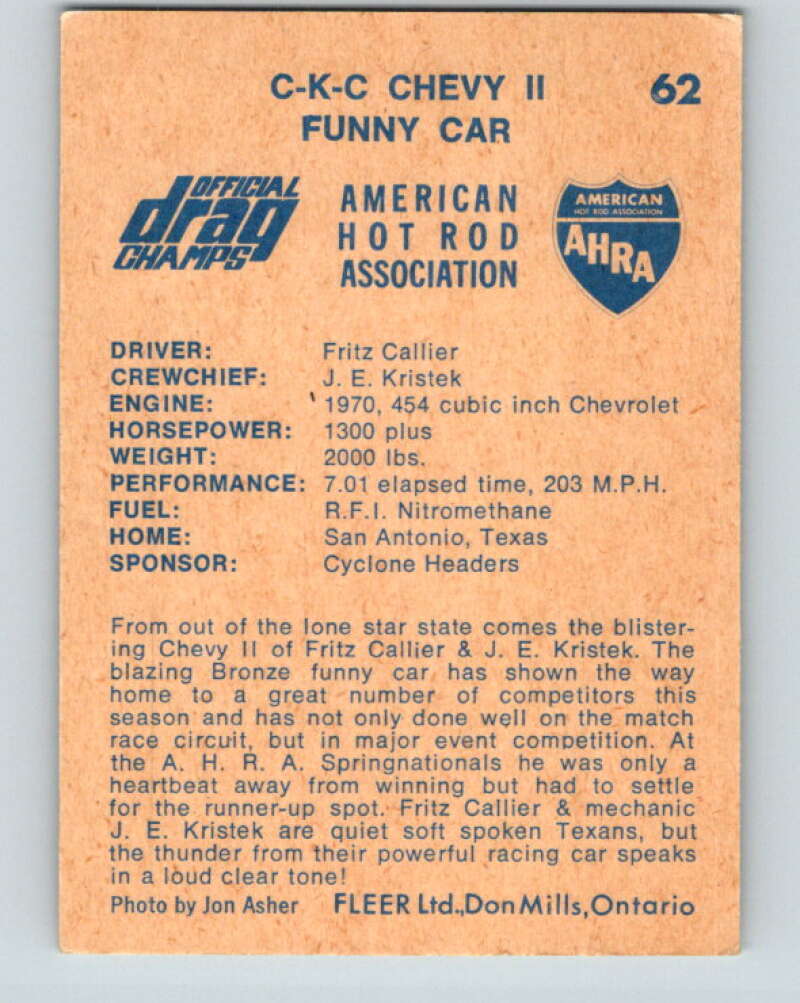 C-K-C CHEVY II 62
FUNNY CAR
OFFICIAL
drag
CHAMPS
AMERICAN
HOT ROD
ASSOCIATION
AMERICAN
HOT ROD ASSOCIATION
AHRA
DRIVER: Fritz Callier
CREWCHIEF: J. E. Kristek
ENGINE: 1970, 454 cubic inch Chevrolet
HORSEPOWER: 1300 plus
WEIGHT: 2000 lbs.
PERFORMANCE: 7.01 elapsed time, 203 M.P.H.
FUEL: R.F.I. Nitromethane
HOME: San Antonio, Texas
SPONSOR: Cyclone Headers
From out of the lone star state comes the blister-
ing Chevy II of Fritz Callier & J. E. Kristek. The
blazing Bronze funny car has shown the way
home to a great number of competitors this
season and has not only done well on the match
race circuit, but in major event competition. At
the A. H. R. A. Springnationals he was only a
heartbeat away from winning but had to settle
for the runner-up spot. Fritz Callier & mechanic
J. E. Kristek are quiet soft spoken Texans, but
the thunder from their powerful racing car speaks
in a loud clear tone!
Photo by Jon Asher FLEER Ltd., Don Mills, Ontario